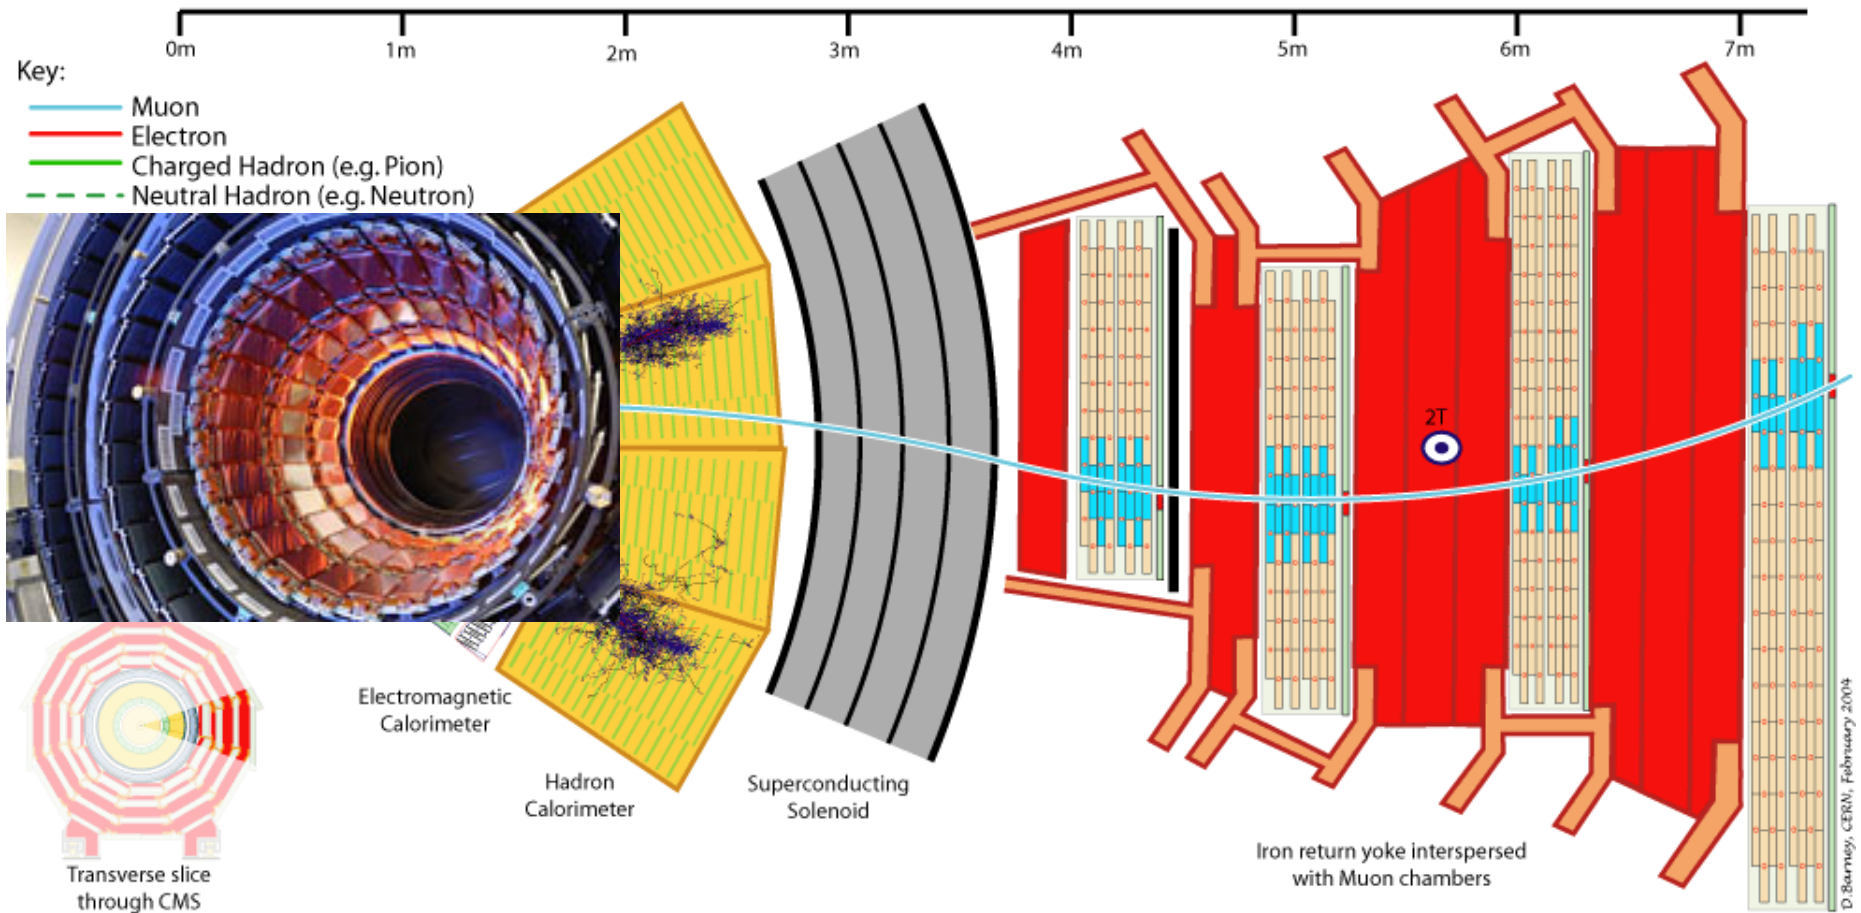 0m 1m 2m 3m 4m 5m 6m 7m
Key:
Muon
Electron
Charged Hadron (e.g. Pion)
Neutral Hadron (e.g. Neutron)
2T
Electromagnetic
Calorimeter
Hadron
Calorimeter
Superconducting
Solenoid
Iron return yoke interspersed
with Muon chambers
Transverse slice
through CMS
D.Barney, CERN, February 2004